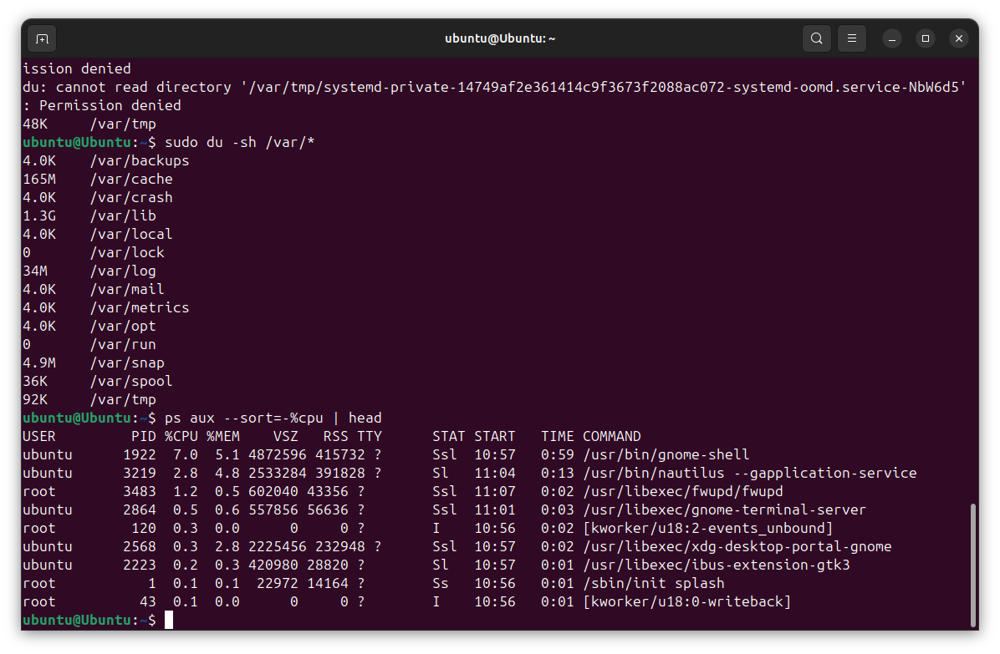 ubuntu@Ubuntu: ~
ission denied
du: cannot read directory '/var/tmp/systemd-private-14749af2e361414c9f3673f2088ac072-systemd-oomd.service-NbW6d5'
: Permission denied
48K     /var/tmp
ubuntu@Ubuntu:~$ sudo du -sh /var/*
4.0K    /var/backups
165M    /var/cache
4.0K    /var/crash
1.3G    /var/lib
4.0K    /var/local
0       /var/lock
34M     /var/log
4.0K    /var/mail
4.0K    /var/metrics
4.0K    /var/opt
0       /var/run
4.9M    /var/snap
36K     /var/spool
92K     /var/tmp
ubuntu@Ubuntu:~$ ps aux --sort=-%cpu | head
USER         PID %CPU %MEM    VSZ   RSS TTY      STAT START   TIME COMMAND
ubuntu      1922  7.0  5.1 4872596 415732 ?      Ssl  10:57   0:59 /usr/bin/gnome-shell
ubuntu      3219  2.8  4.8 2533284 391828 ?      Sl   11:04   0:13 /usr/bin/nautilus --gapplication-service
root        3483  1.2  0.5 602040 43356 ?        Ssl  11:07   0:02 /usr/libexec/fwupd/fwupd
ubuntu      2864  0.5  0.6 557856 56636 ?        Ssl  11:01   0:03 /usr/libexec/gnome-terminal-server
root         120  0.3  0.0      0     0 ?        I    10:56   0:02 [kworker/u18:2-events_unbound]
ubuntu      2568  0.3  2.8 2225456 232948 ?      Ssl  10:57   0:02 /usr/libexec/xdg-desktop-portal-gnome
ubuntu      2223  0.2  0.3 420980 28820 ?        Sl   10:57   0:01 /usr/libexec/ibus-extension-gtk3
root           1  0.1  0.1  22972 14164 ?        Ss   10:56   0:01 /sbin/init splash
root          43  0.1  0.0      0     0 ?        I    10:56   0:01 [kworker/u18:0-writeback]
ubuntu@Ubuntu:~$